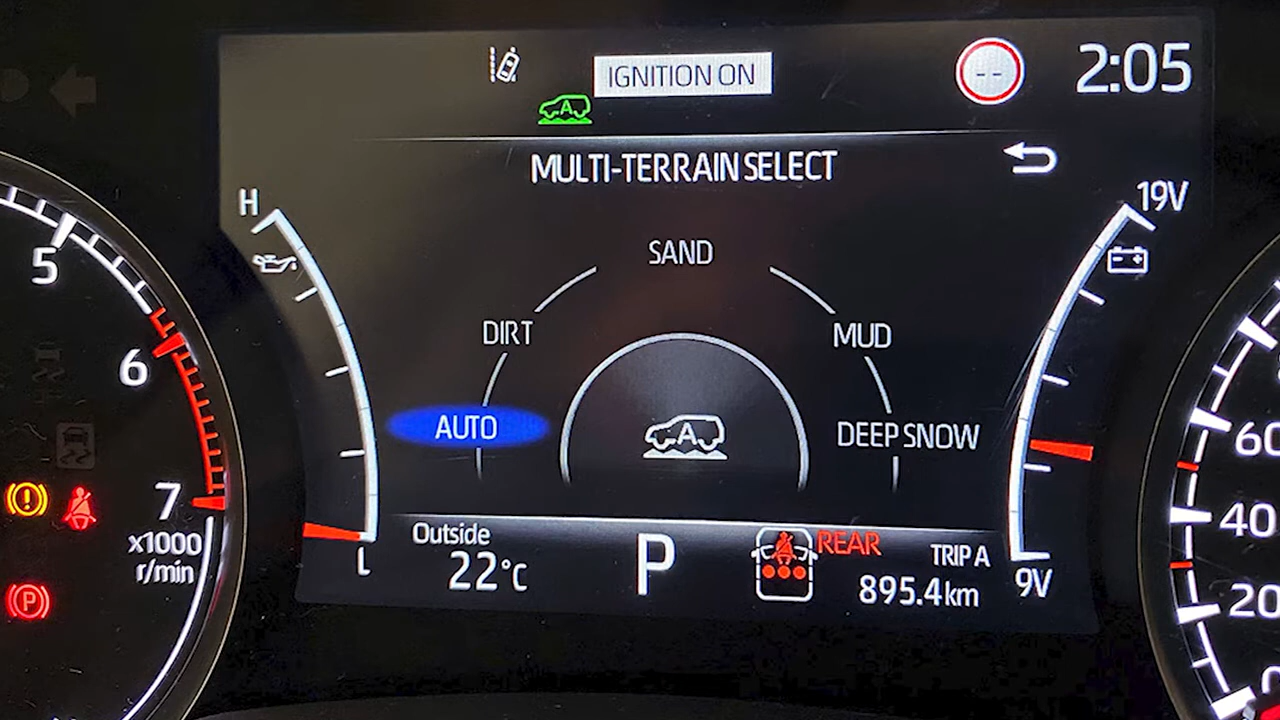 IGNITION ON
-- 2:05
A
MULTI-TERRAIN SELECT
H
19V
SAND
5
DIRT
MUD
6
AUTO
A
DEEP SNOW
60
7
40
x1000
r/min
Outside
22°C
P
REAR
TRIP A
895.4km
L
9V
P
20
0